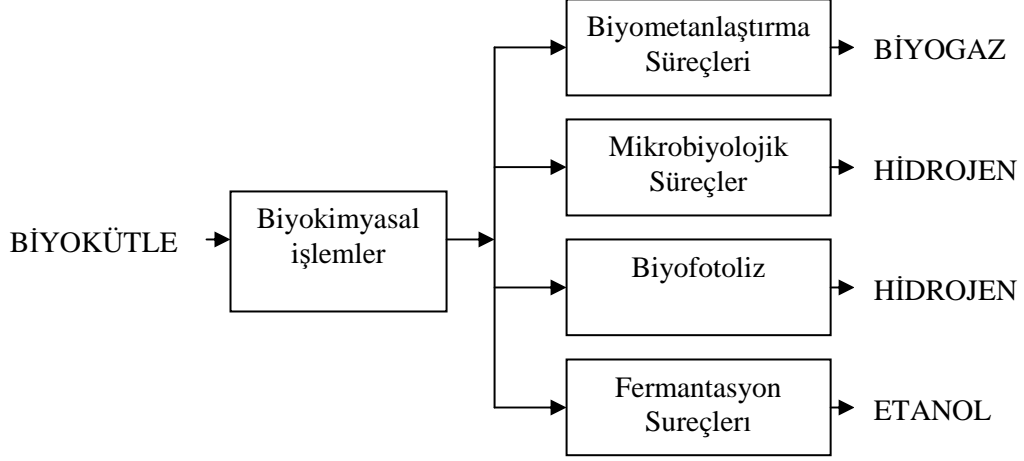 Biyometanlaştırma
Süreçleri
BİYOGAZ
Mikrobiyolojik
Süreçler
HİDROJEN
BİYOKÜTLE
Biyokimyasal
işlemler
Biyofotoliz
HİDROJEN
Fermantasyon
Sureçlerı
ETANOL